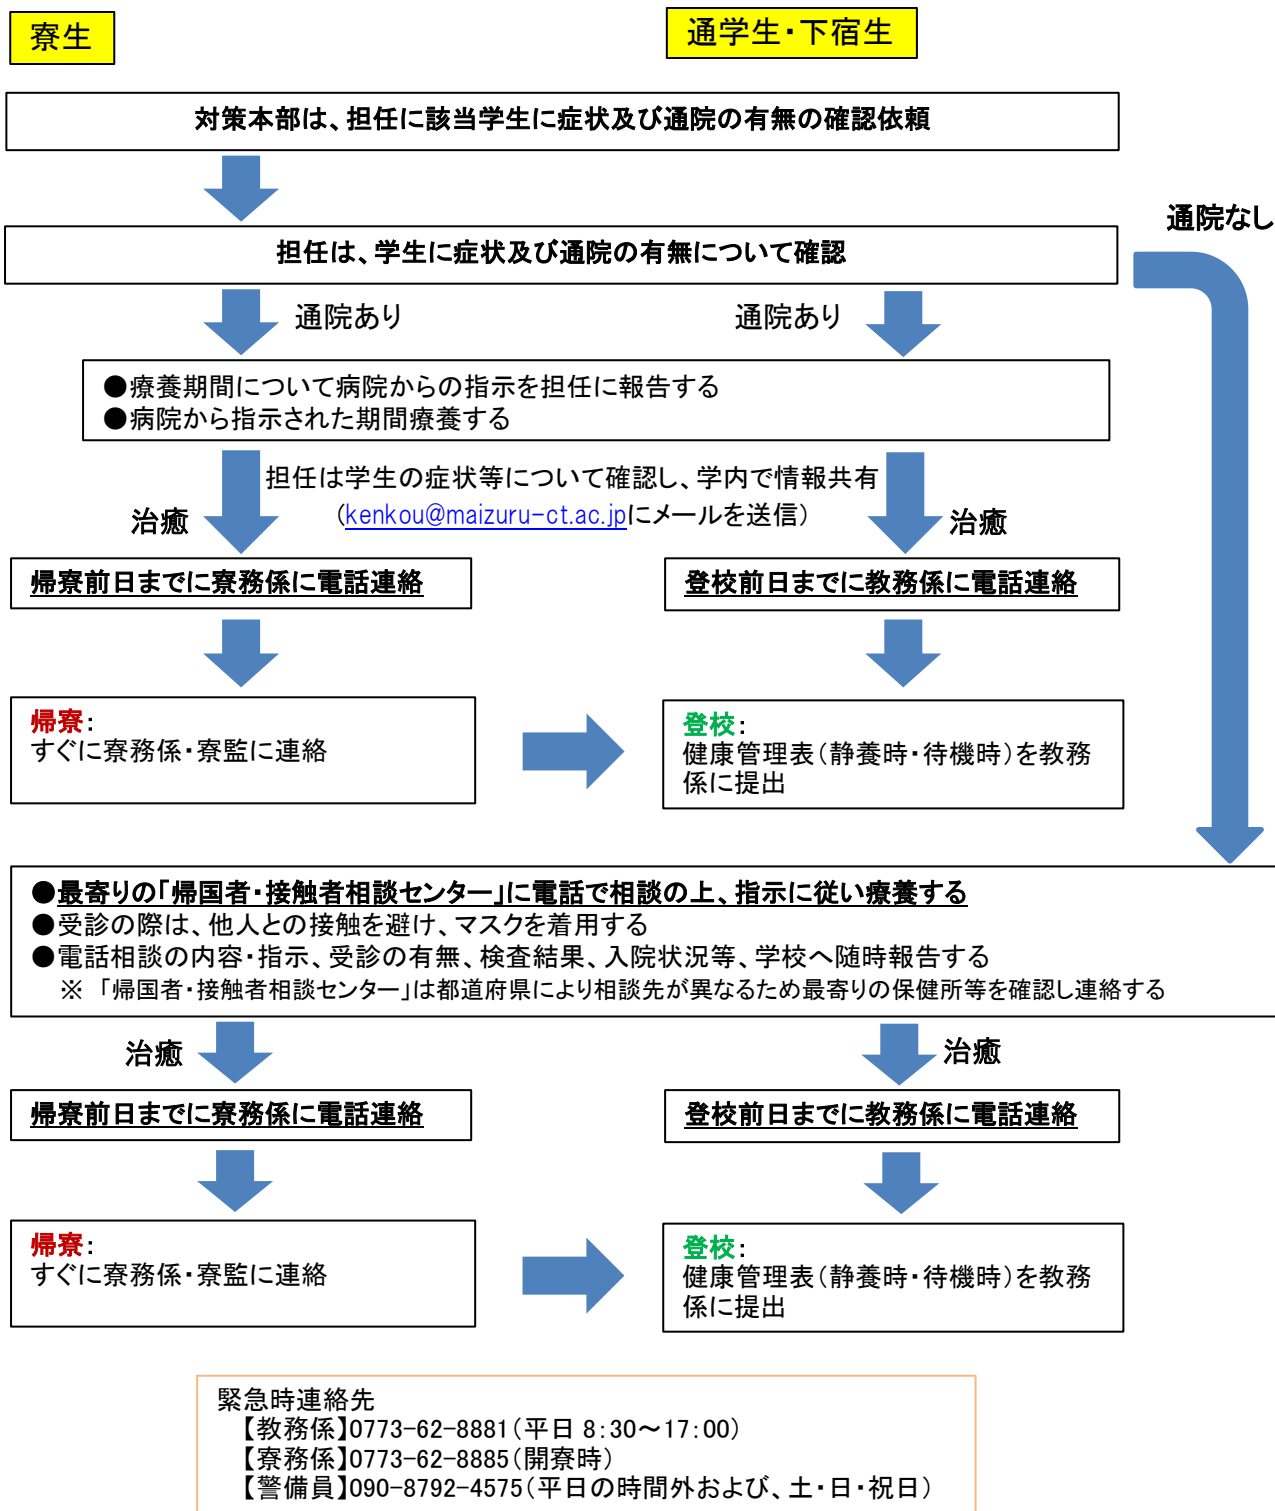 寮生
通学生・下宿生
対策本部は、担任に該当学生に症状及び通院の有無の確認依頼
通院なし
担任は、学生に症状及び通院の有無について確認
通院あり
通院あり
●療養期間について病院からの指示を担任に報告する
●病院から指示された期間療養する
担任は学生の症状等について確認し、学内で情報共有
(kenkou@maizuru-ct.ac.jpにメールを送信)
治癒
治癒
帰寮前日までに寮務係に電話連絡
登校前日までに教務係に電話連絡
帰寮:
すぐに寮務係・寮監に連絡
登校:
健康管理表(静養時・待機時)を教務
係に提出
●最寄りの「帰国者・接触者相談センター」に電話で相談の上、指示に従い療養する
●受診の際は、他人との接触を避け、マスクを着用する
●電話相談の内容・指示、受診の有無、検査結果、入院状況等、学校へ随時報告する
※ 「帰国者・接触者相談センター」は都道府県により相談先が異なるため最寄りの保健所等を確認し連絡する
治癒
治癒
帰寮前日までに寮務係に電話連絡
登校前日までに教務係に電話連絡
帰寮:
すぐに寮務係・寮監に連絡
登校:
健康管理表(静養時・待機時)を教務
係に提出
緊急時連絡先
【教務係】0773-62-8881(平日 8:30～17:00)
【寮務係】0773-62-8885(開寮時)
【警備員】090-8792-4575(平日の時間外および、土・日・祝日)